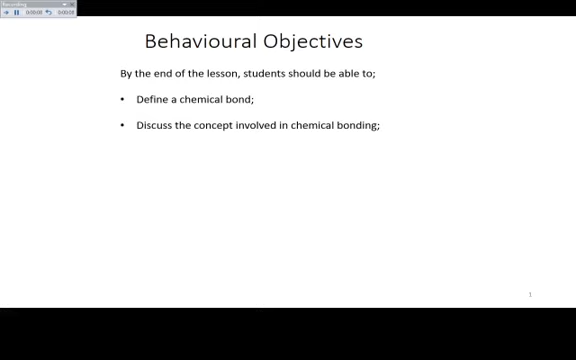 Recording
Behavioural Objectives
By the end of the lesson, students should be able to;
• Define a chemical bond;
• Discuss the concept involved in chemical bonding;
1